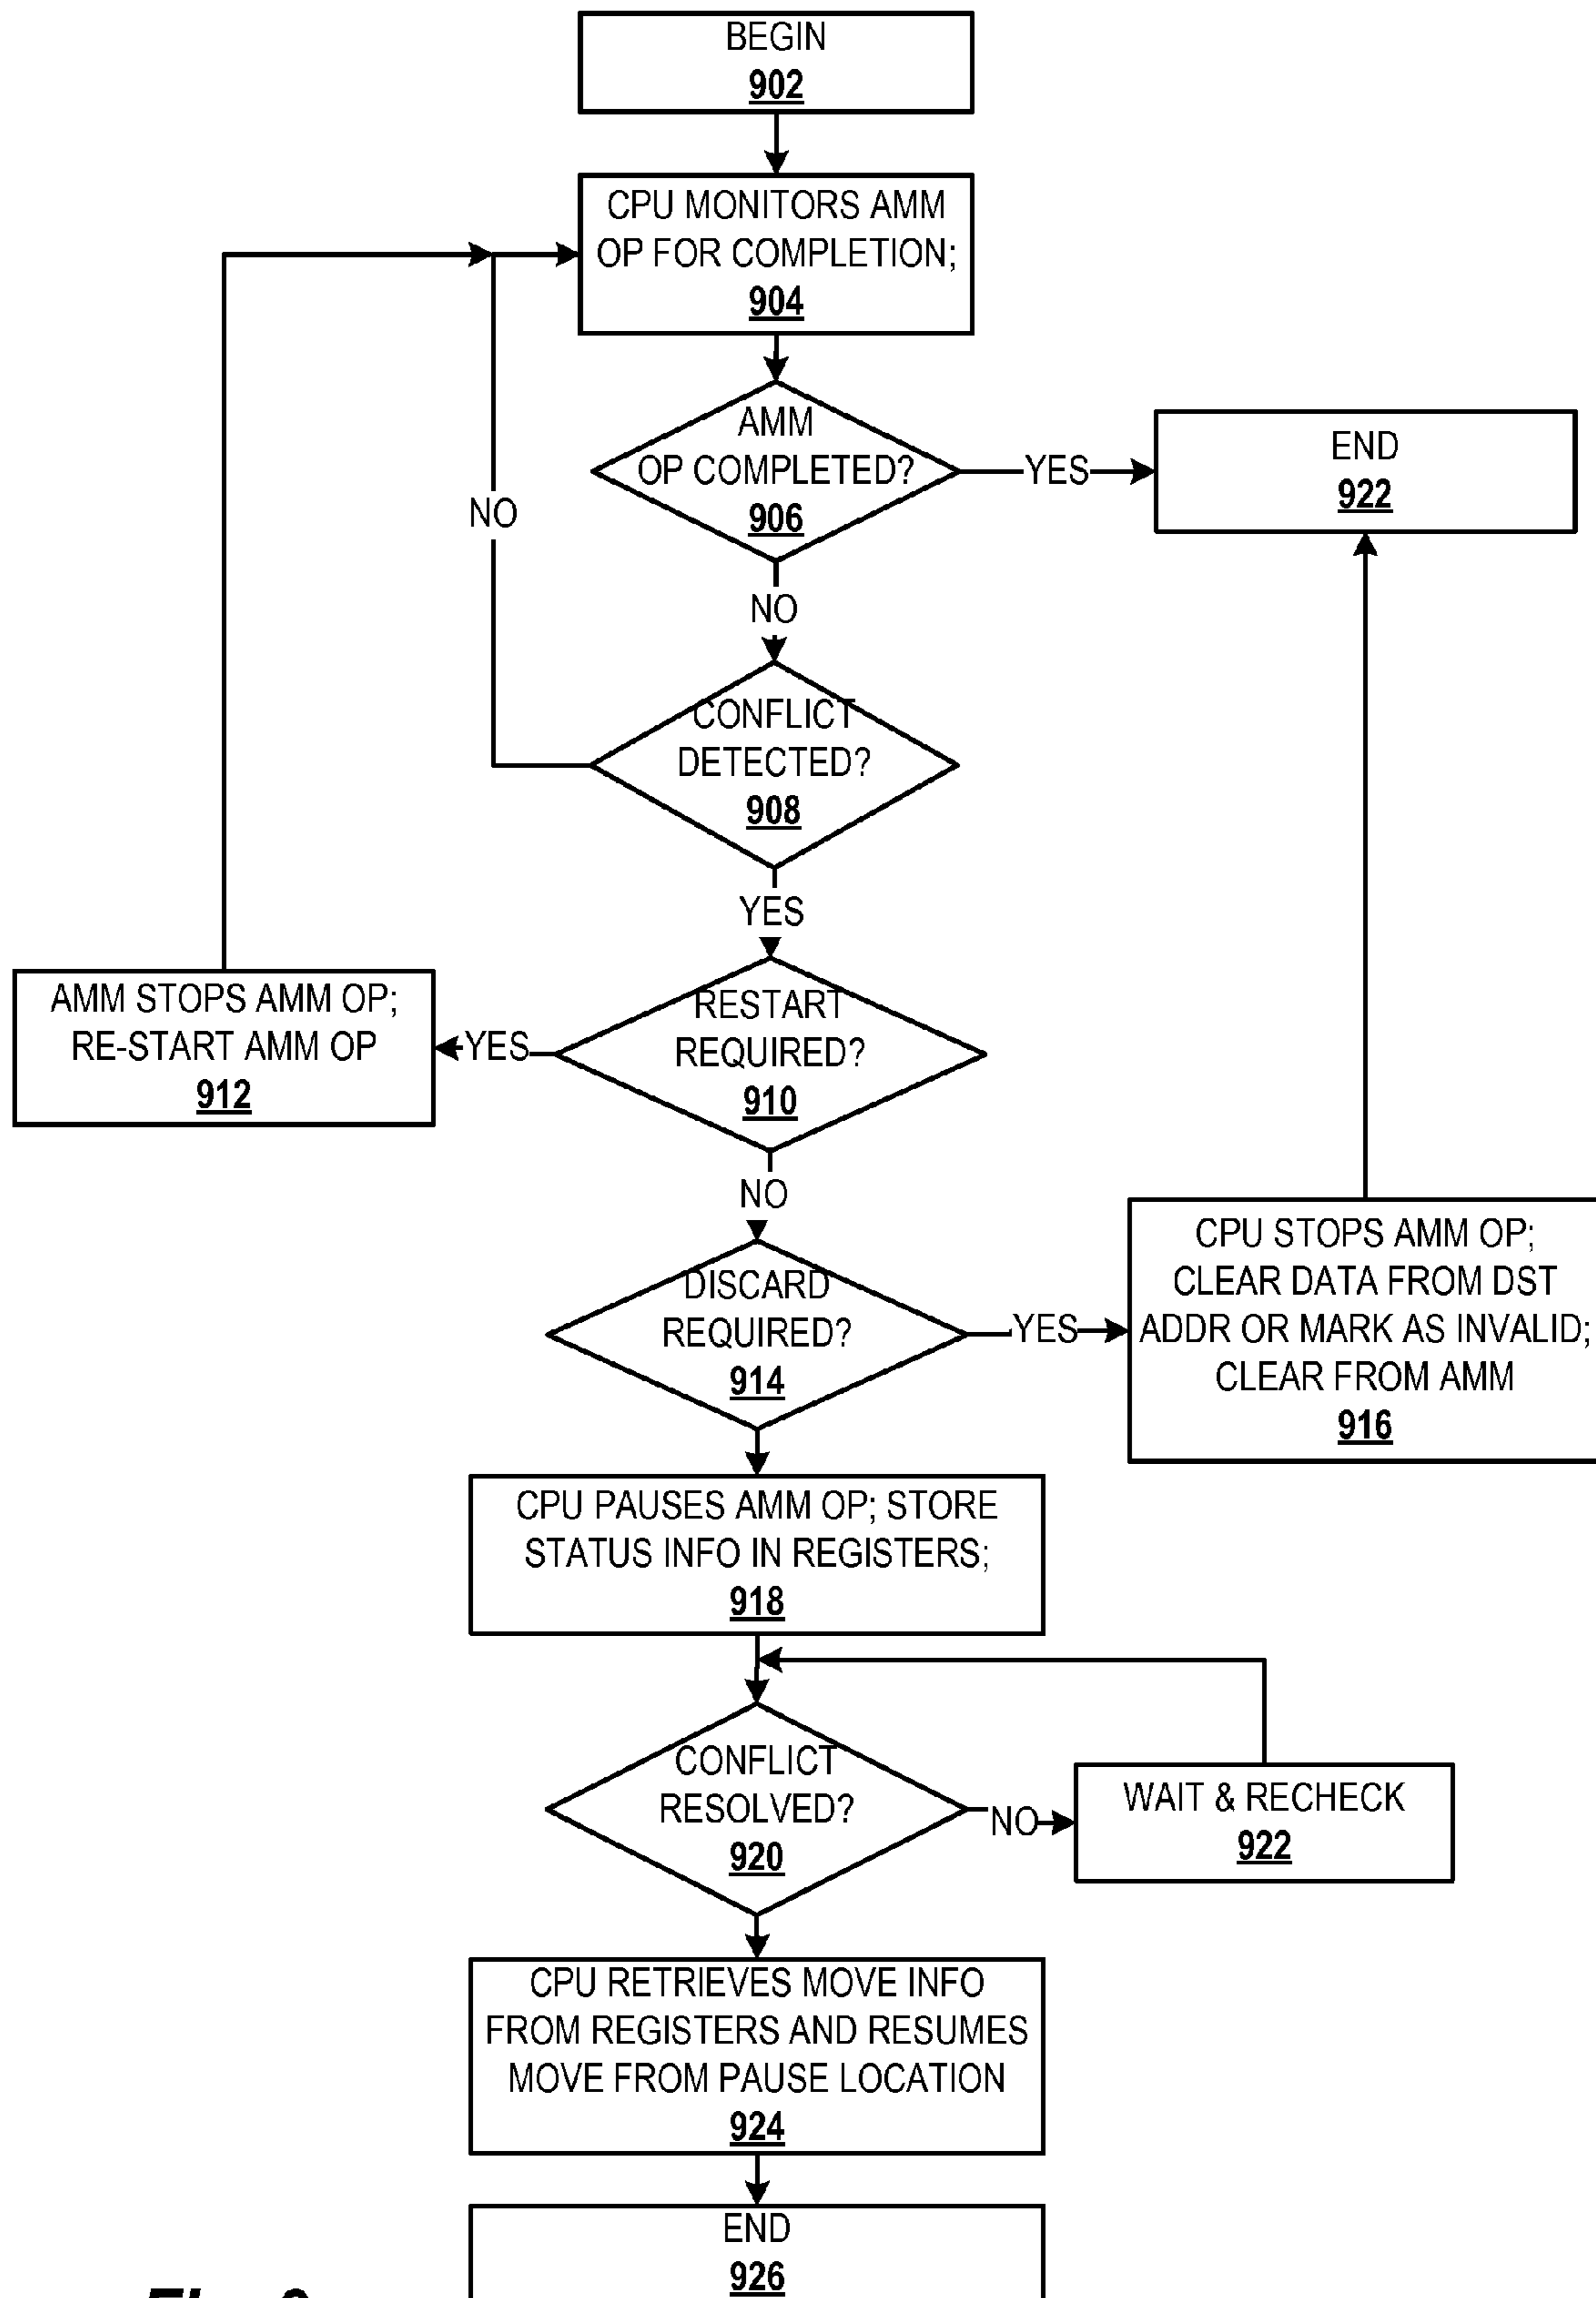 BEGIN
902
CPU MONITORS AMM
OP FOR COMPLETION;
904
AMM
OP COMPLETED?
906
YES
END
922
NO
NO
CONFLICT
DETECTED?
908
YES
AMM STOPS AMM OP;
RE-START AMM OP
912
YES
RESTART
REQUIRED?
910
NO
DISCARD
REQUIRED?
914
YES
CPU STOPS AMM OP;
CLEAR DATA FROM DST
ADDR OR MARK AS INVALID;
CLEAR FROM AMM
916
CPU PAUSES AMM OP; STORE
STATUS INFO IN REGISTERS;
918
CONFLICT
RESOLVED?
920
NO
WAIT & RECHECK
922
CPU RETRIEVES MOVE INFO
FROM REGISTERS AND RESUMES
MOVE FROM PAUSE LOCATION
924
END
926